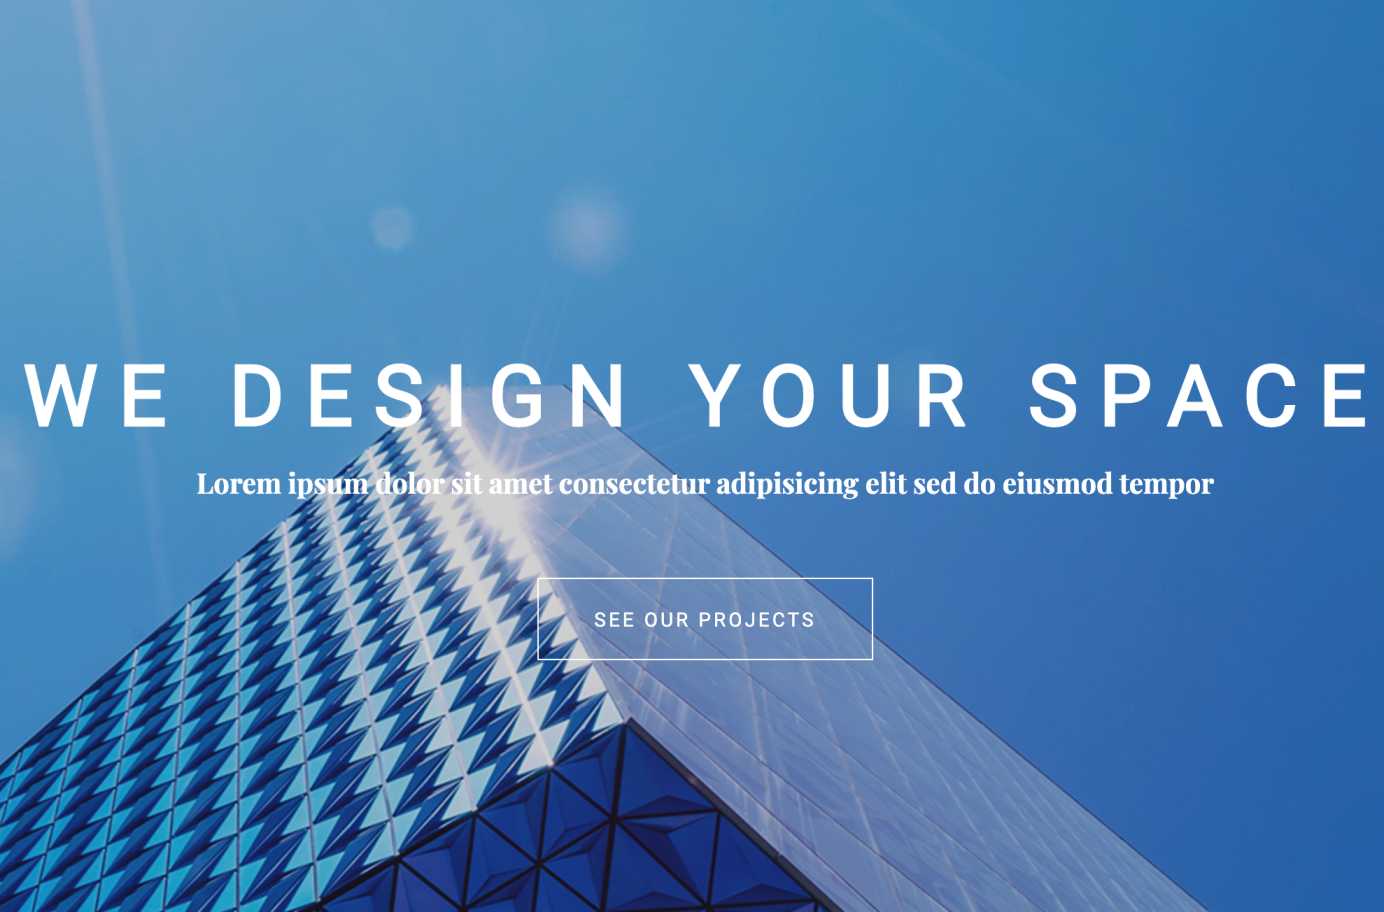 WE DESIGN YOUR SPACE
Lorem ipsum dolor sit amet consectetur adipisicing elit sed do eiusmod tempor
SEE OUR PROJECTS